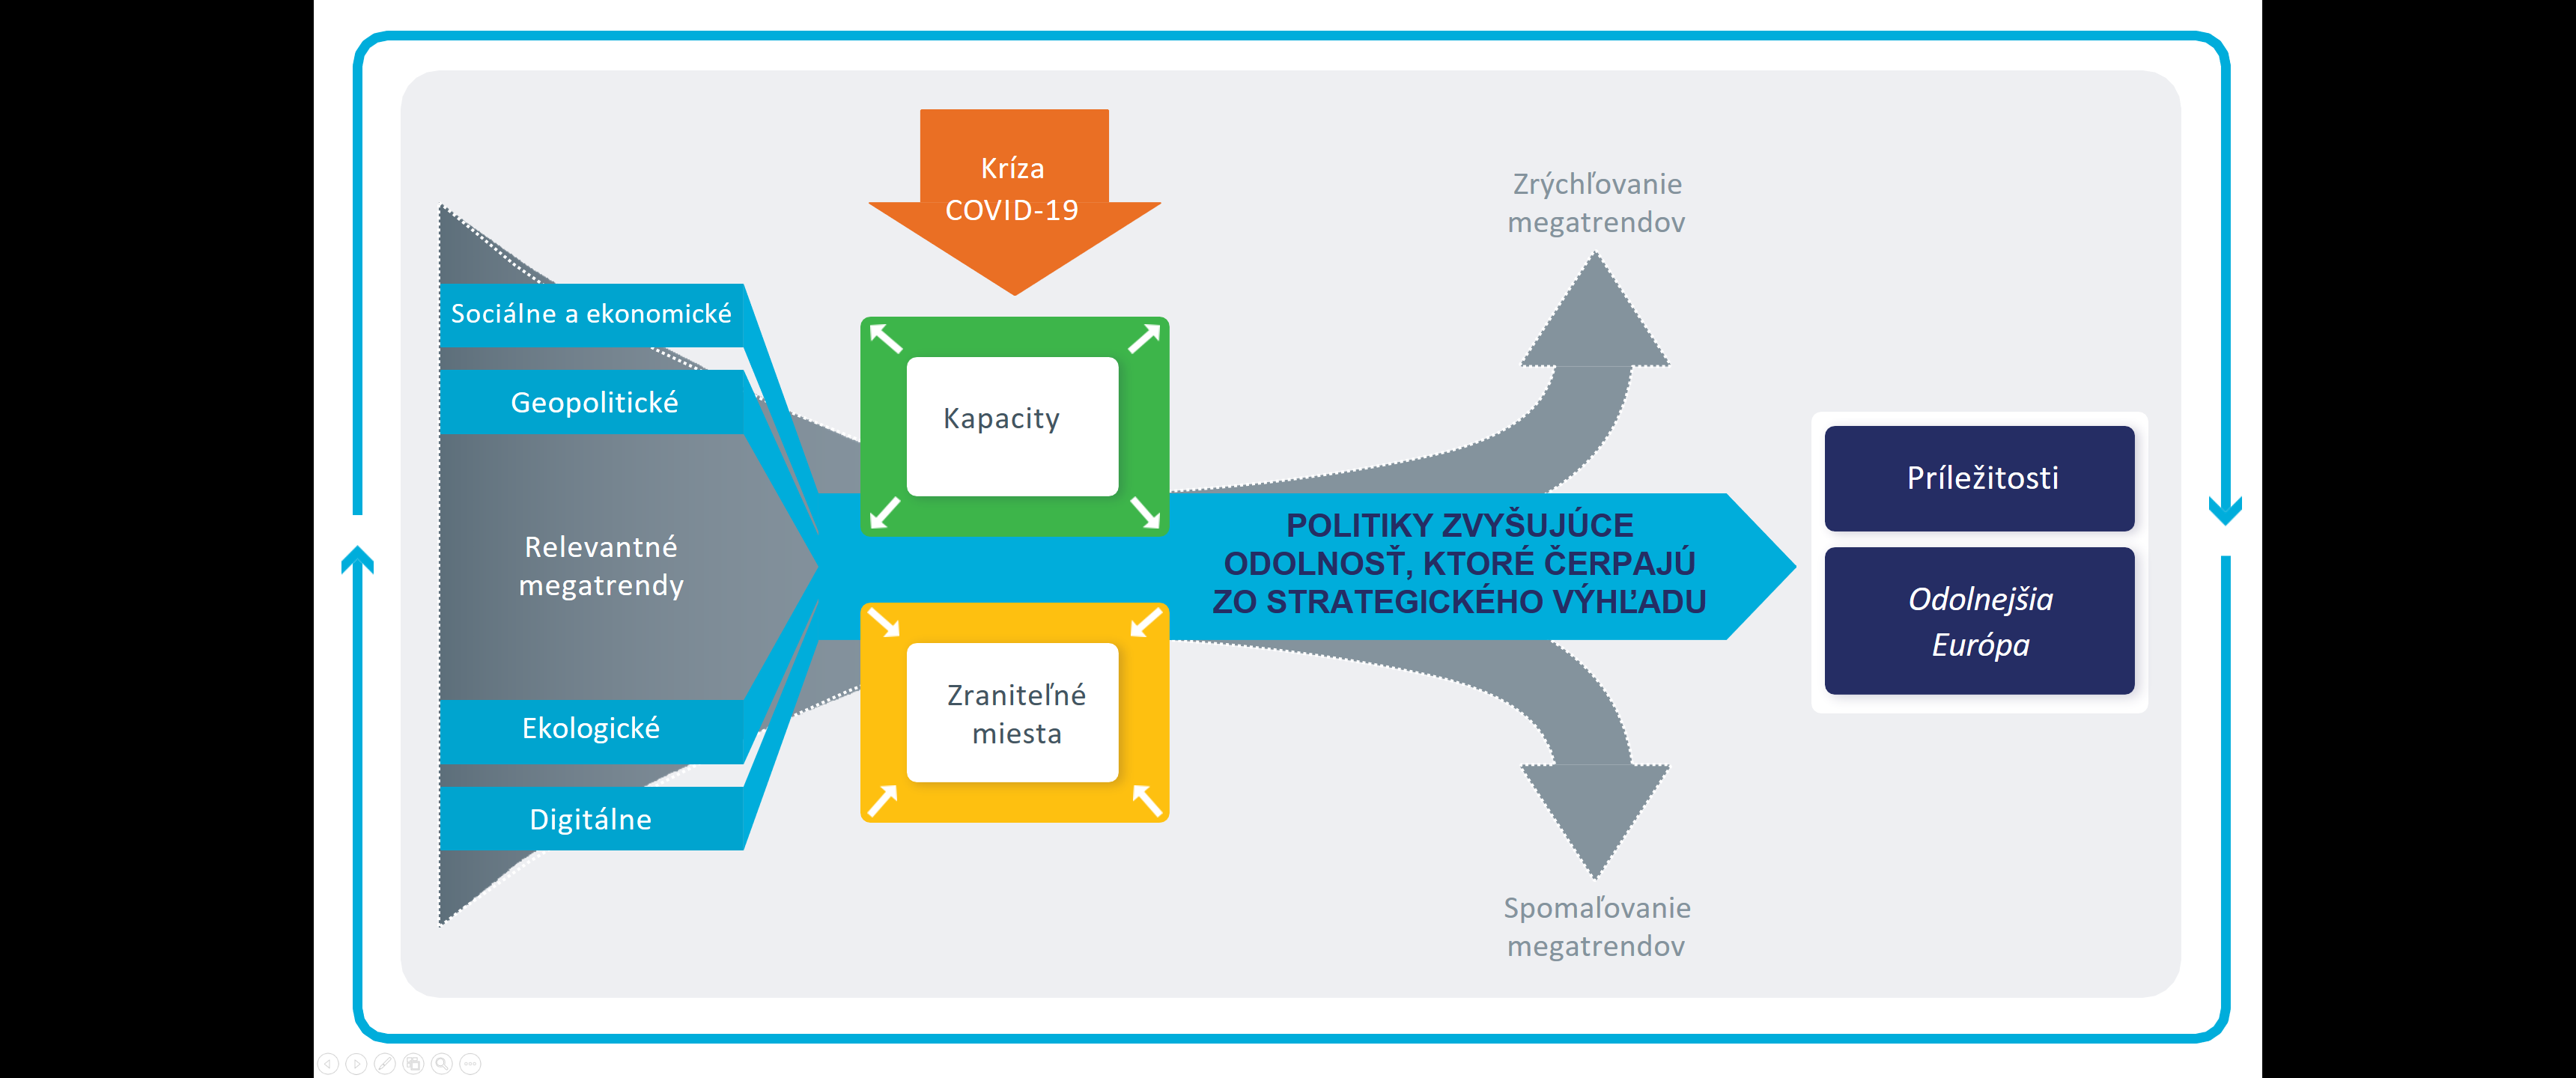 Kríza
COVID-19
Zrýchľovanie
megatrendov
Sociálne a ekonomické
Geopolitické
Relevantné
megatrendy
Ekologické
Digitálne
Kapacity
Zraniteľné
miesta
POLITIKY ZVYŠUJÚCE
ODOLNOSŤ, KTORÉ ČERPAJÚ
ZO STRATEGICKÉHO VÝHĽADU
Príležitosti
Odolnejšia
Európa
Spomaľovanie
megatrendov